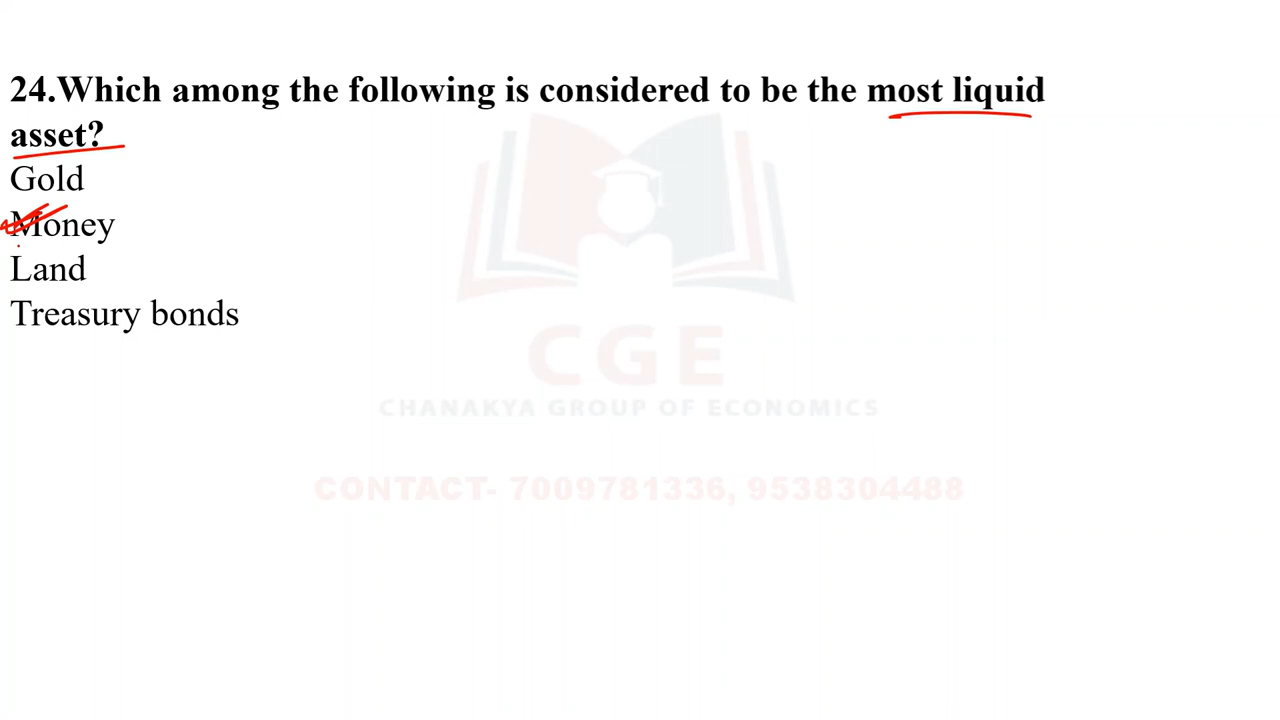 24.Which among the following is considered to be the most liquid
asset?
Gold
Money
Land
Treasury bonds
CGE
CHANAKYA GROUP OF ECONOMICS
CONTACT- 7009781336, 9538304488